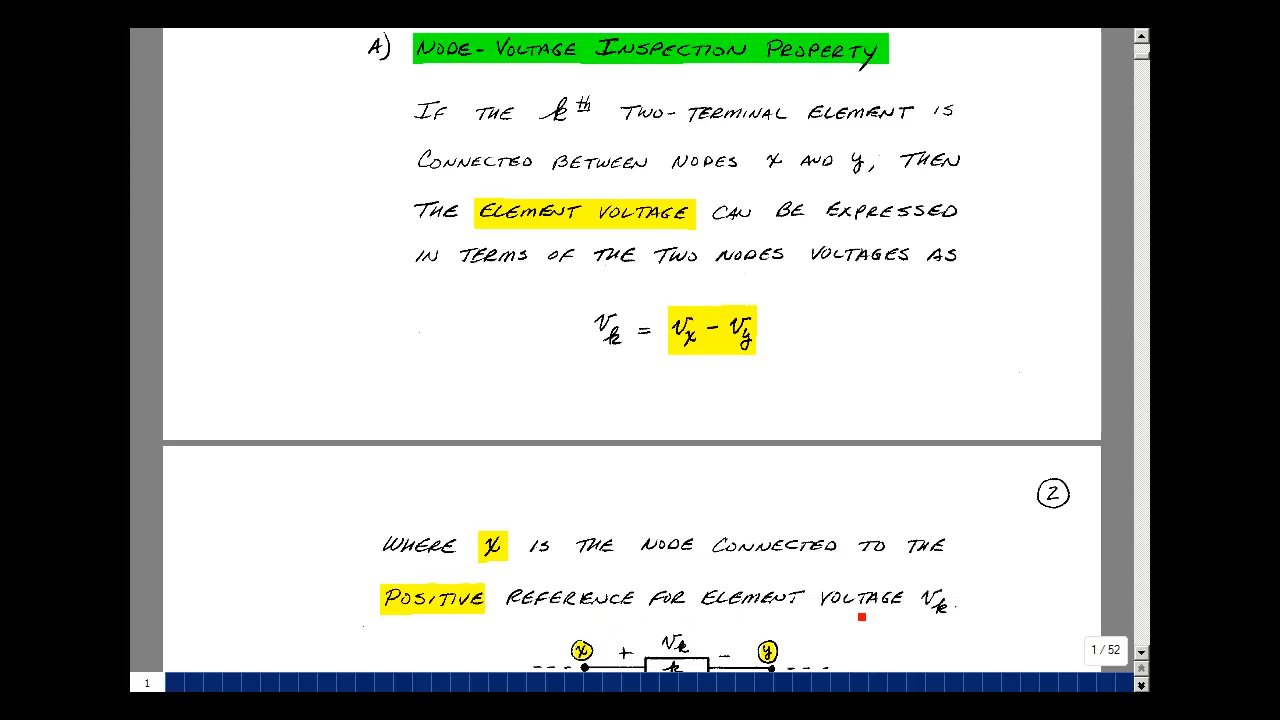 A) NODE-VOLTAGE INSPECTION PROPERTY
IF THE kth TWO-TERMINAL ELEMENT IS
CONNECTED BETWEEN NODES x AND y, THEN
THE ELEMENT VOLTAGE CAN BE EXPRESSED
IN TERMS OF THE TWO NODES VOLTAGES AS
vk = vx - vy
2
WHERE x IS THE NODE CONNECTED TO THE
POSITIVE REFERENCE FOR ELEMENT VOLTAGE vk.
x + vk - y
k
1 / 52
1